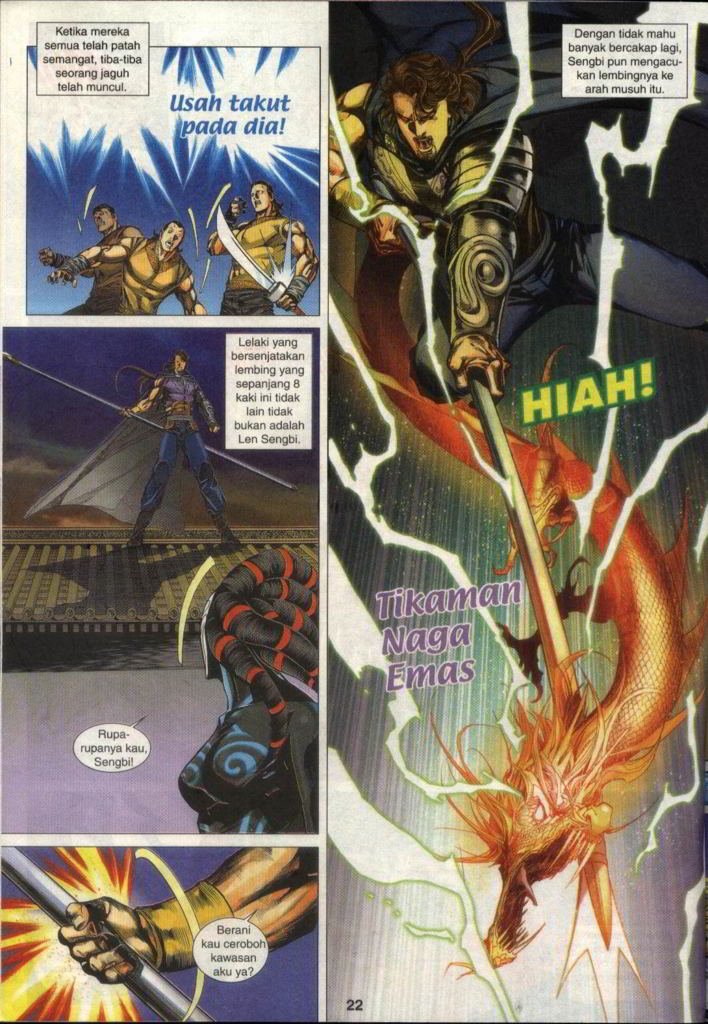 Ketika mereka
semua telah patah
semangat, tiba-tiba
seorang jaguh
telah muncul.
Usah takut
pada dia!
Lelaki yang
bersenjatakan
lembing yang
sepanjang 8
kaki ini tidak
lain tidak
bukan adalah
Len Sengbi.
Rupa-
rupanya kau,
Sengbi!
Berani
kau ceroboh
kawasan
aku ya?
Dengan tidak mahu
banyak bercakap lagi,
Sengbi pun mengacu-
kan lembingnya ke
arah musuh itu.
HIAH!
Tikaman
Naga
Emas
22